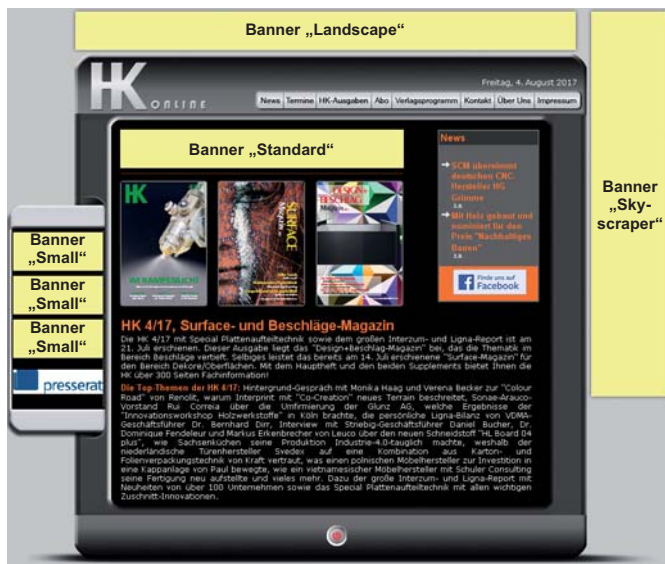 Banner „Landscape“
HK
ONLINE
Freitag, 4. August 2017
News Termine HK-Ausgaben Abo Verlagsprogramm Kontakt Über Uns Impressum
Banner „Standard“
News
SCM übernimmt
deutschen CNC-
Hersteller HG
Grimme
Mit Holz gebaut und
nominiert für den
Preis "Nachhaltiges
Bauen"
Finde uns auf
Facebook
Banner
„Sky-
scraper“
HK
IM RAMPENLICHT
SURFACE
Magazin
DESIGN+
BESCHLAG
Magazin
Banner
„Small“
Banner
„Small“
Banner
„Small“
presserat
HK 4/17, Surface- und Beschläge-Magazin
Die HK 4/17 mit Special Plattenaufteiltechnik sowie dem großen Interzum- und Ligna-Report ist am
21. Juli erschienen. Dieser Ausgabe liegt das "Design+Beschlag-Magazin" bei, das die Thematik im
Bereich Beschläge vertieft. Selbiges leistet das bereits am 14. Juli erschienene "Surface-Magazin" für
den Bereich Dekore/Oberflächen. Mit dem Hauptheft und den beiden Supplements bietet Ihnen die
HK über 300 Seiten Fachinformation!
Die Top-Themen der HK 4/17: Hintergrund-Gespräch mit Monika Haag und Verena Becker zur "Colour
Road" von Renolit, warum Interprint mit "Co-Creation" neues Terrain beschreitet, Sonae-Arauco-
Vorstand Rui Correia über die Umfirmierung der Glunz AG, welche Ergebnisse der
"Innovationsworkshop Holzwerkstoffe" in Köln brachte, die persönliche Ligna-Bilanz von VDMA-
Geschäftsführer Dr. Bernhard Dirr, Interview mit Striebig-Geschäftsführer Daniel Bucher, Dr.
Dominique Fendeleur und Markus Erkenbrecher von Leuco über den neuen Schneidstoff "HL Board 04
plus", wie Sachsenküchen seine Produktion Industrie-4.0-tauglich machte, weshalb der
niederländische Türenhersteller Svedex auf eine Kombination aus Karton- und
Folienverpackungstechnik von Kraft vertraut, was einen polnischen Möbelhersteller zur Investition in
eine Kappanlage von Paul bewegte, wie ein vietnamesischer Möbelhersteller mit Schuler Consulting
seine Fertigung neu aufstellte und vieles mehr. Dazu der große Interzum- und Ligna-Report mit
Neuheiten von über 100 Unternehmen sowie das Special Plattenaufteiltechnik mit allen wichtigen
Zuschnitt-Innovationen.